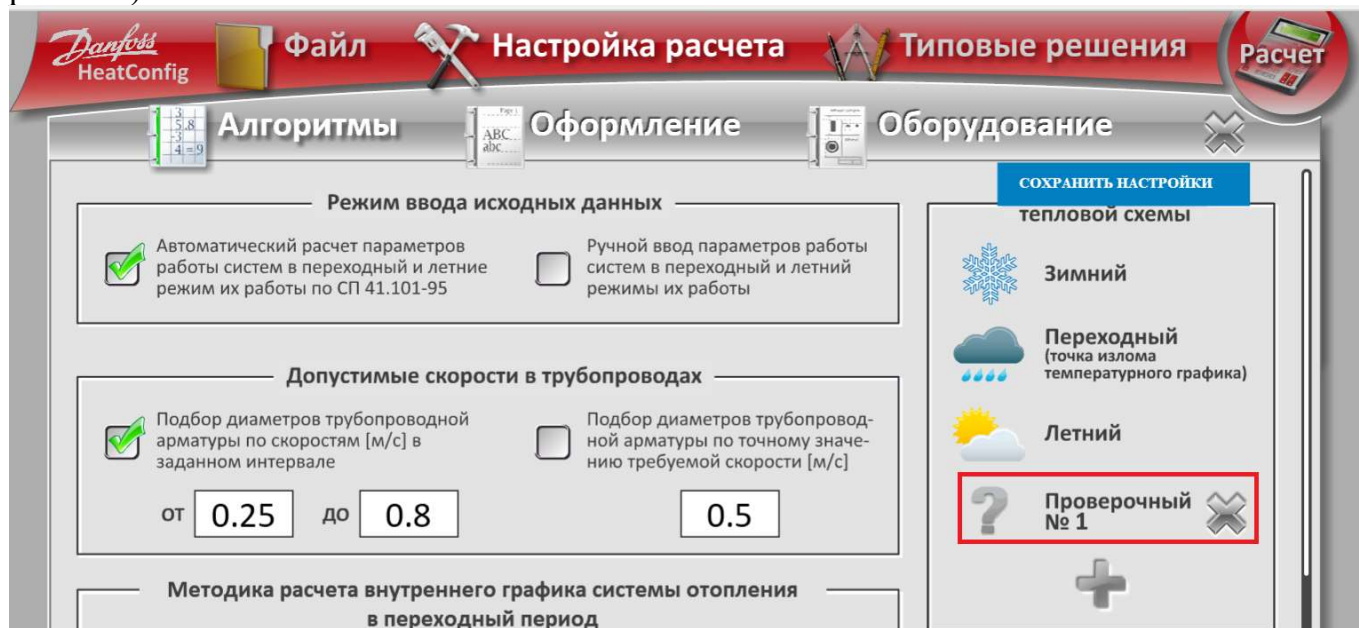 Danfoss
HeatConfig
Файл
Настройка расчета
Типовые решения
Расчет
Алгоритмы
Оформление
Оборудование
СОХРАНИТЬ НАСТРОЙКИ
Режим ввода исходных данных
Автоматический расчет параметров
работы систем в переходный и летние
режим их работы по СП 41.101-95
Ручной ввод параметров работы
систем в переходный и летний
режимы их работы
Допустимые скорости в трубопроводах
Подбор диаметров трубопроводной
арматуры по скоростям [м/с] в
заданном интервале
от 0.25 до 0.8
Подбор диаметров трубопровод-
ной арматуры по точному значе-
нию требуемой скорости [м/с]
0.5
Методика расчета внутреннего графика системы отопления
в переходный период
тепловой схемы
Зимний
Переходный
(точка излома
температурного графика)
Летний
Проверочный
№ 1